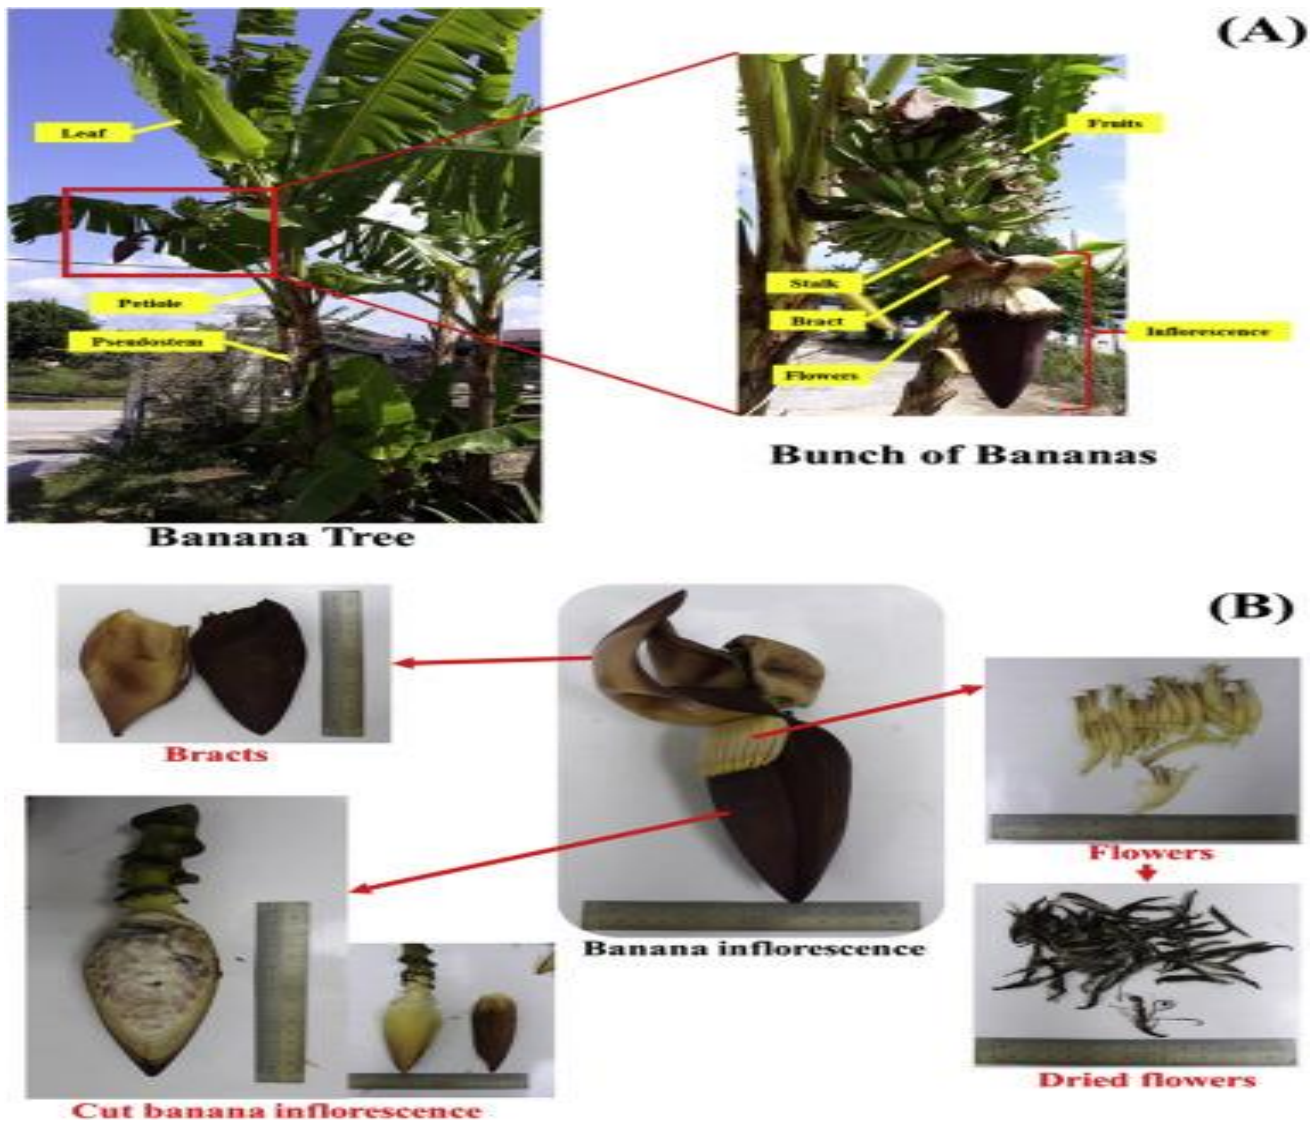 (A)
Leaf
Petiole
Pseudostem
Banana Tree
Fruits
Stalk
Bract
Flowers
Inflorescence
Bunch of Bananas
(B)
Bracts
Banana inflorescence
Flowers
Dried flowers
Cut banana inflorescence